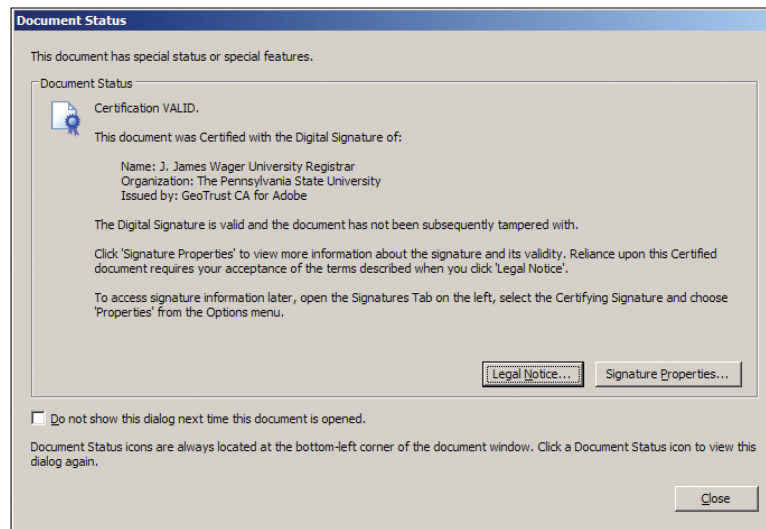 Document Status
This document has special status or special features.
Document Status
Certification VALID.
This document was Certified with the Digital Signature of:
Name: J. James Wager University Registrar
Organization: The Pennsylvania State University
Issued by: GeoTrust CA for Adobe
The Digital Signature is valid and the document has not been subsequently tampered with.
Click 'Signature Properties' to view more information about the signature and its validity. Reliance upon this Certified
document requires your acceptance of the terms described when you click 'Legal Notice'.
To access signature information later, open the Signatures Tab on the left, select the Certifying Signature and choose
'Properties' from the Options menu.
Legal Notice...
Signature Properties...
Do not show this dialog next time this document is opened.
Document Status icons are always located at the bottom-left corner of the document window. Click a Document Status icon to view this
dialog again.
Close